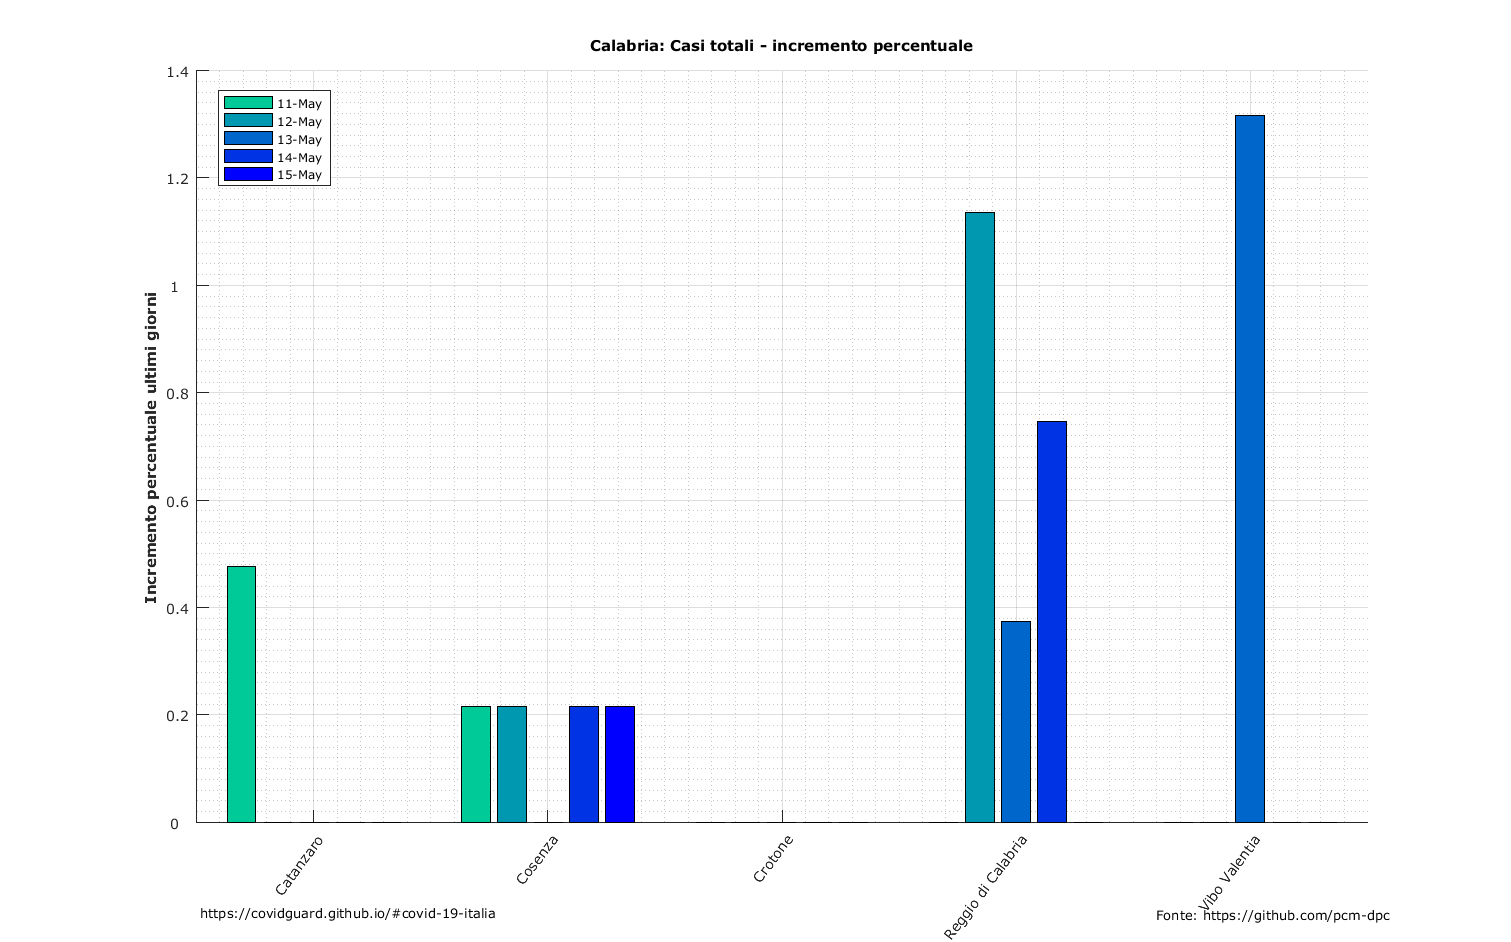 Calabria: Casi totali - incremento percentuale
1.4
1.2
1
0.8
0.6
0.4
0.2
0
Incremento percentuale ultimi giorni
11-May
12-May
13-May
14-May
15-May
Catanzaro
Cosenza
Crotone
Reggio di Calabria
Vibo Valentia
https://covidguard.github.io/#covid-19-italia
Fonte: https://github.com/pcm-dpc